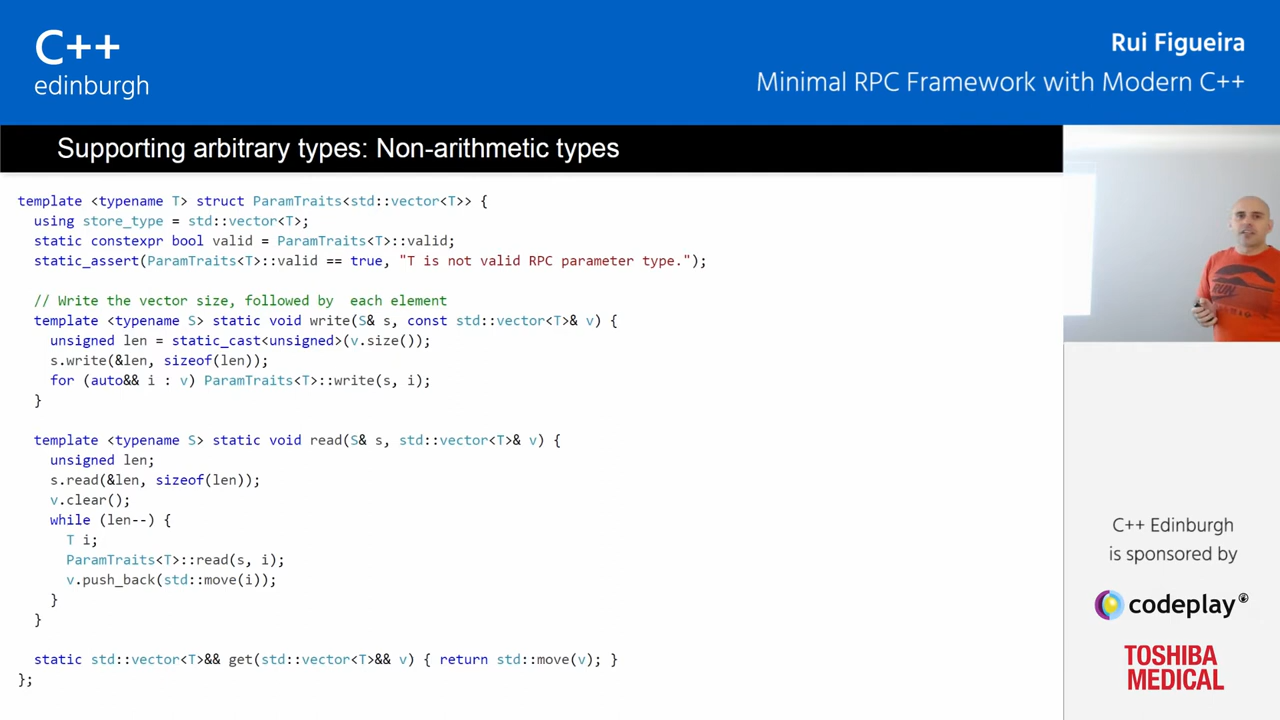 C++
edinburgh
Rui Figueira
Minimal RPC Framework with Modern C++
Supporting arbitrary types: Non-arithmetic types
template <typename T> struct ParamTraits<std::vector<T>> {
  using store_type = std::vector<T>;
  static constexpr bool valid = ParamTraits<T>::valid;
  static_assert(ParamTraits<T>::valid == true, "T is not valid RPC parameter type.");
  // Write the vector size, followed by  each element
  template <typename S> static void write(S& s, const std::vector<T>& v) {
    unsigned len = static_cast<unsigned>(v.size());
    s.write(&len, sizeof(len));
    for (auto&& i : v) ParamTraits<T>::write(s, i);
  }
  template <typename S> static void read(S& s, std::vector<T>& v) {
    unsigned len;
    s.read(&len, sizeof(len));
    v.clear();
    while (len--) {
      T i;
      ParamTraits<T>::read(s, i);
      v.push_back(std::move(i));
    }
  }
  static std::vector<T>&& get(std::vector<T>&& v) { return std::move(v); }
};
RUN
C++ Edinburgh
is sponsored by
codeplay
TOSHIBA
MEDICAL